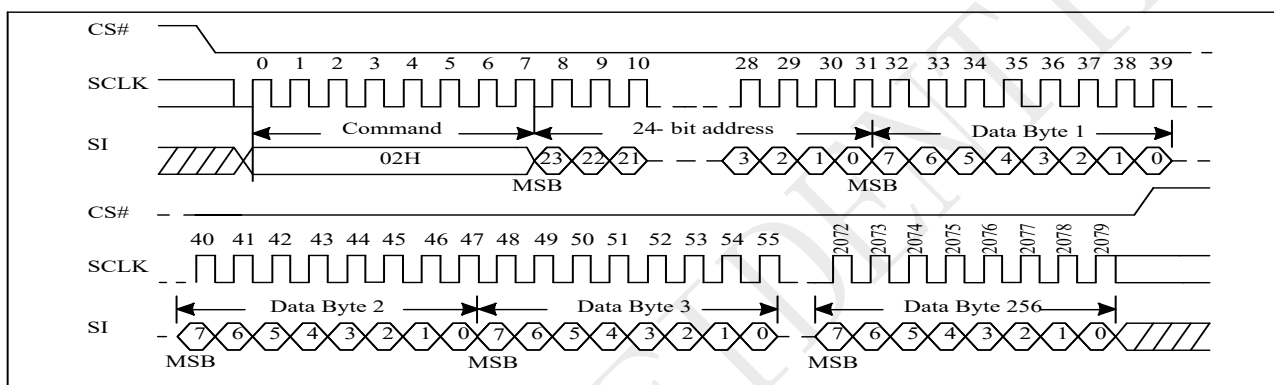 CS#
0 1 2 3 4 5 6 7 8 9 10 28 29 30 31 32 33 34 35 36 37 38 39
SCLK
Command 24- bit address Data Byte 1
SI
02H 23 22 21 3 2 1 0 7 6 5 4 3 2 1 0
MSB MSB
CS#
40 41 42 43 44 45 46 47 48 49 50 51 52 53 54 55 2072 2073 2074 2075 2076 2077 2078 2079
SCLK
Data Byte 2 Data Byte 3 Data Byte 256
SI 7 6 5 4 3 2 1 0 7 6 5 4 3 2 1 0 7 6 5 4 3 2 1 0
MSB MSB MSB